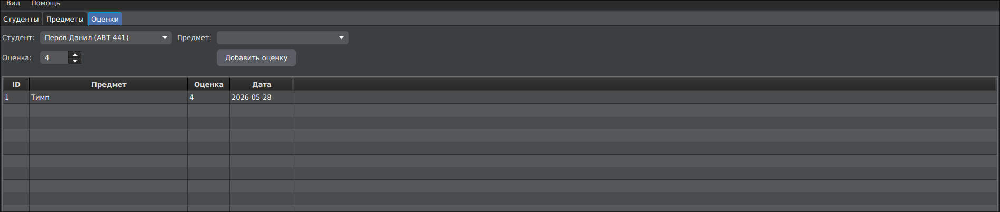 Вид Помощь
Студенты Предметы Оценки
Студент: Перов Данил (АВТ-441) Предмет:
Оценка: 4 Добавить оценку
ID Предмет Оценка Дата
1 Тимп 4 2026-05-28